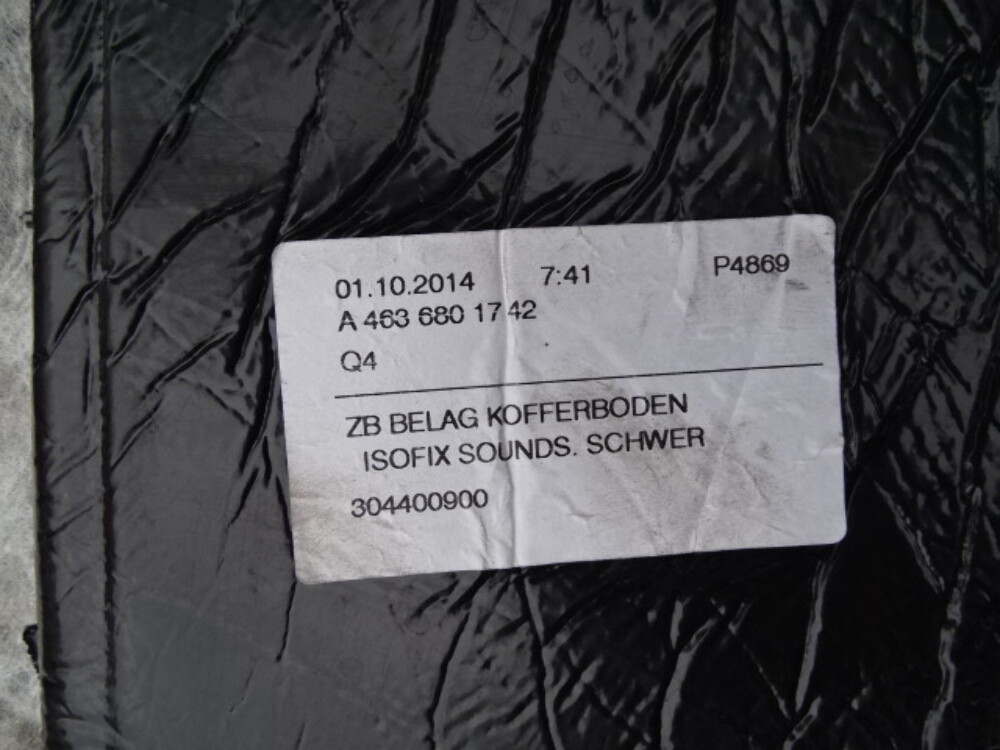 01.10.2014 7:41 P4869
A 463 680 17 42
Q4
ZB BELAG KOFFERBODEN
ISOFIX SOUNDS. SCHWER
304400900